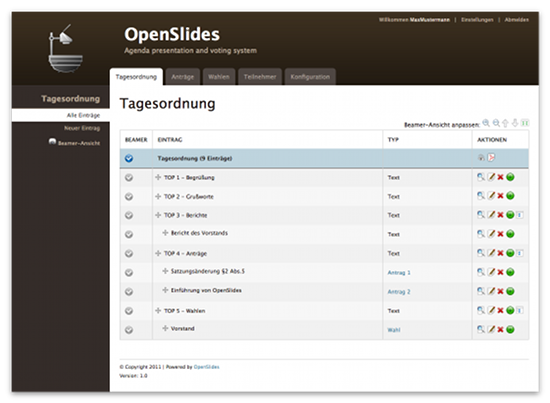 Willkommen MaxMustermann | Einstellungen | Abmelden
OpenSlides
Agenda presentation and voting system
Tagesordnung Anträge Wahlen Teilnehmer Konfiguration
Tagesordnung
Alle Einträge
Neuer Eintrag
Beamer-Ansicht
Tagesordnung
Beamer-Ansicht anpassen:
BEAMER EINTRAG TYP AKTIONEN
Tagesordnung (9 Einträge)
TOP 1 - Begrüßung Text
TOP 2 - Grußworte Text
TOP 3 - Berichte Text
Bericht des Vorstands Text
TOP 4 - Anträge Text
Satzungsänderung §2 Abs.5 Antrag 1
Einführung von OpenSlides Antrag 2
TOP 5 - Wahlen Text
Vorstand Wahl
© Copyright 2011 | Powered by OpenSlides
Version: 1.0